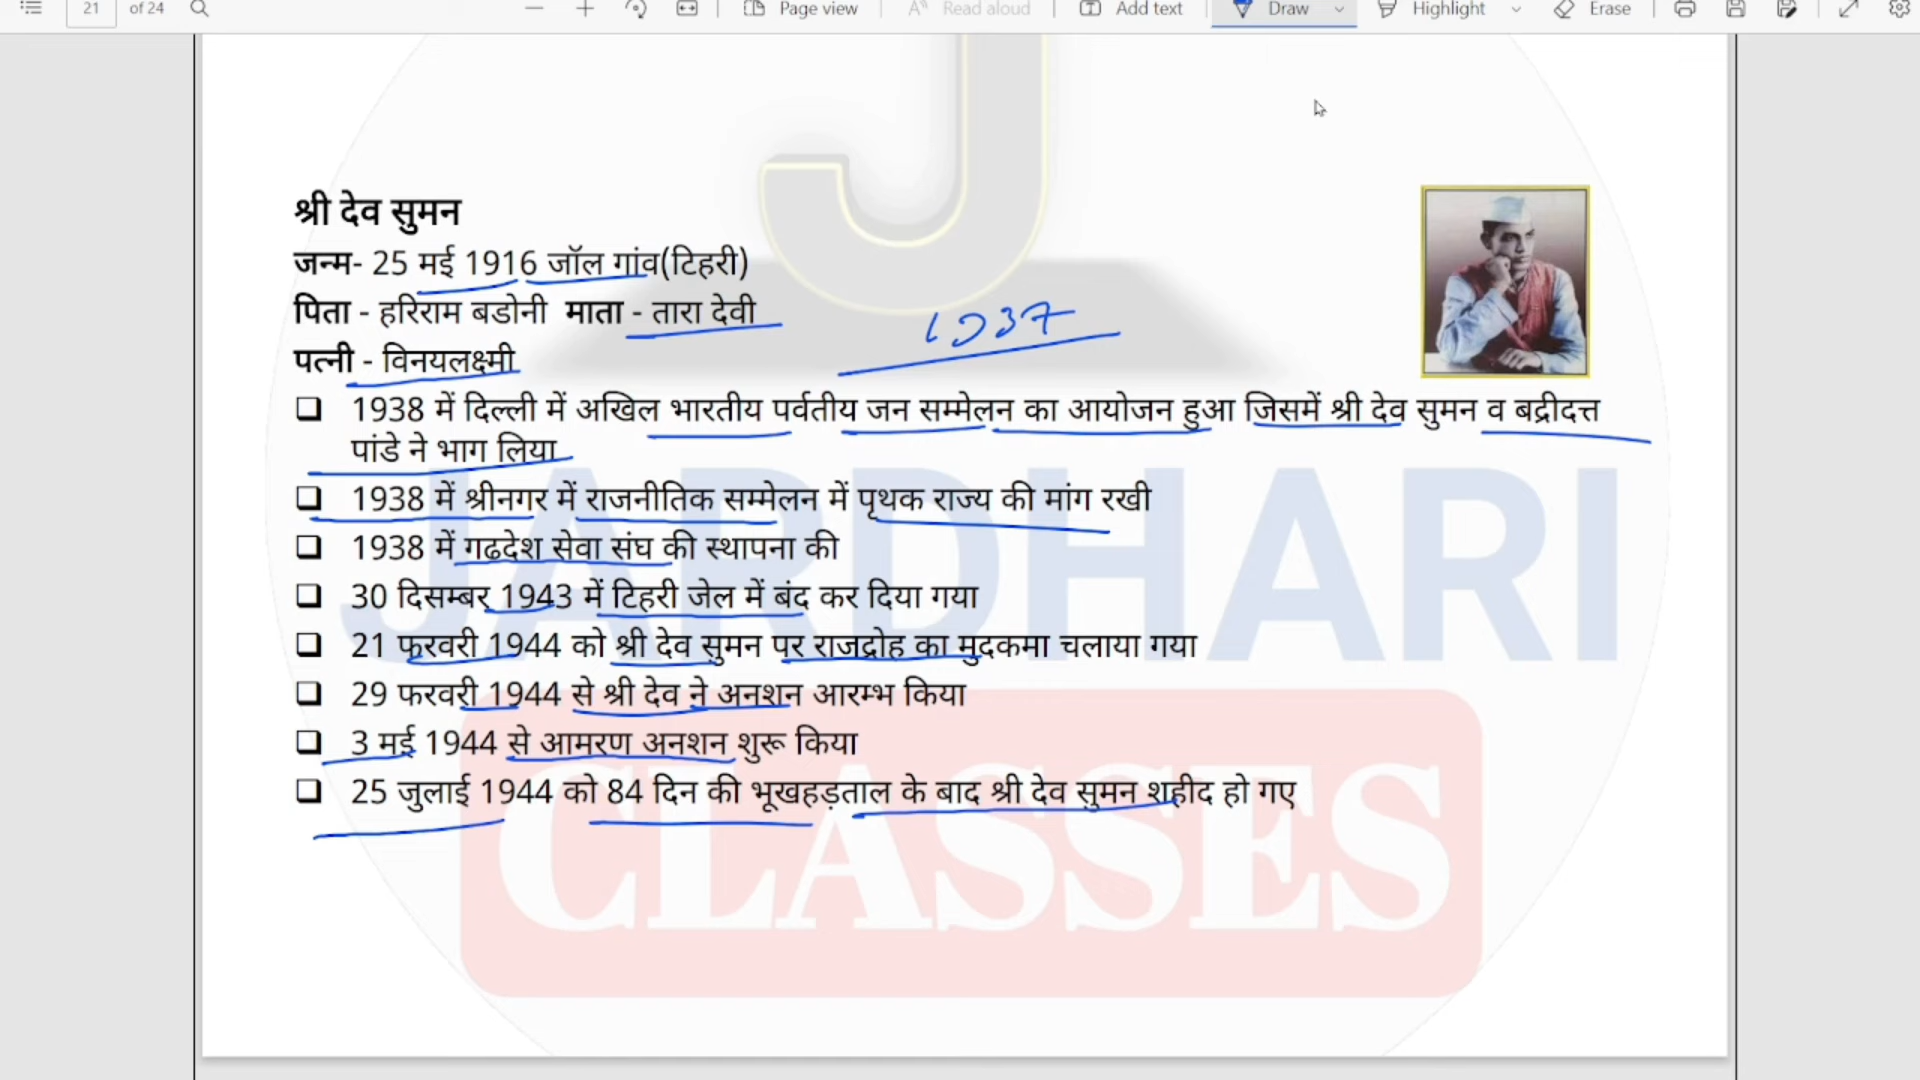 21 of 24 Page view Read aloud Add text Draw Highlight Erase
श्री देव सुमन
जन्म- 25 मई 1916 जॉल गांव(टिहरी)
पिता - हरिराम बडोनी माता - तारा देवी
1937
पत्नी - विनयलक्ष्मी
1938 में दिल्ली में अखिल भारतीय पर्वतीय जन सम्मेलन का आयोजन हुआ जिसमें श्री देव सुमन व बद्रीदत्त
पांडे ने भाग लिया
1938 में श्रीनगर में राजनीतिक सम्मेलन में पृथक राज्य की मांग रखी
1938 में गढदेश सेवा संघ की स्थापना की
30 दिसम्बर 1943 में टिहरी जेल में बंद कर दिया गया
21 फरवरी 1944 को श्री देव सुमन पर राजद्रोह का मुदकमा चलाया गया
29 फरवरी 1944 से श्री देव ने अनशन आरम्भ किया
3 मई 1944 से आमरण अनशन शुरू किया
25 जुलाई 1944 को 84 दिन की भूखहड़ताल के बाद श्री देव सुमन शहीद हो गए
J
JARDHARI
CLASSES